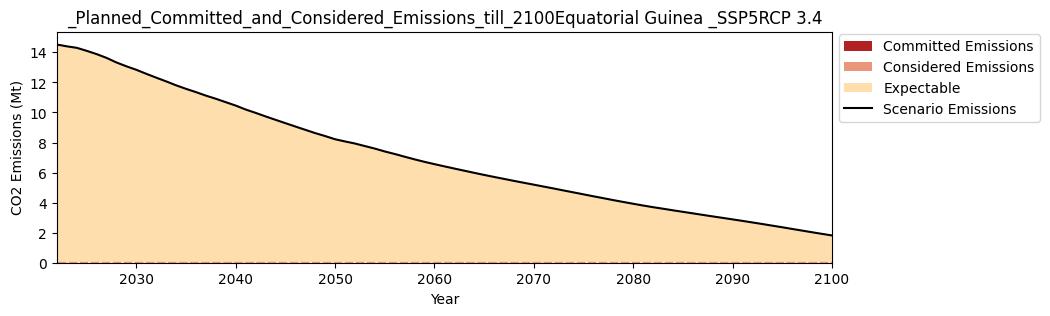 _Planned_Committed_and_Considered_Emissions_till_2100Equatorial Guinea _SSP5RCP 3.4
Committed Emissions
Considered Emissions
Expectable
Scenario Emissions
CO2 Emissions (Mt)
14
12
10
8
6
4
2
0
2030 2040 2050 2060 2070 2080 2090 2100
Year